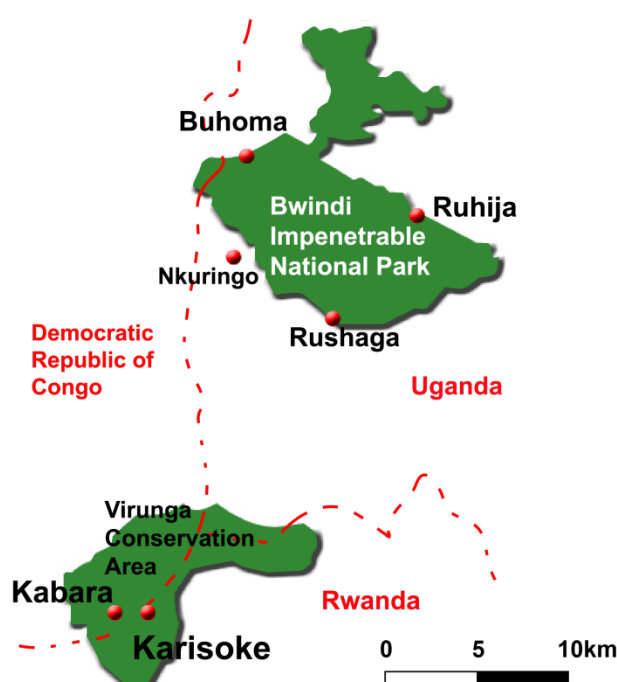 Buhoma
Bwindi
Impenetrable
National Park
Ruhija
Nkuringo
Rushaga
Democratic
Republic of
Congo
Uganda
Virunga
Conservation
Area
Kabara
Karisoke
Rwanda
0 5 10km